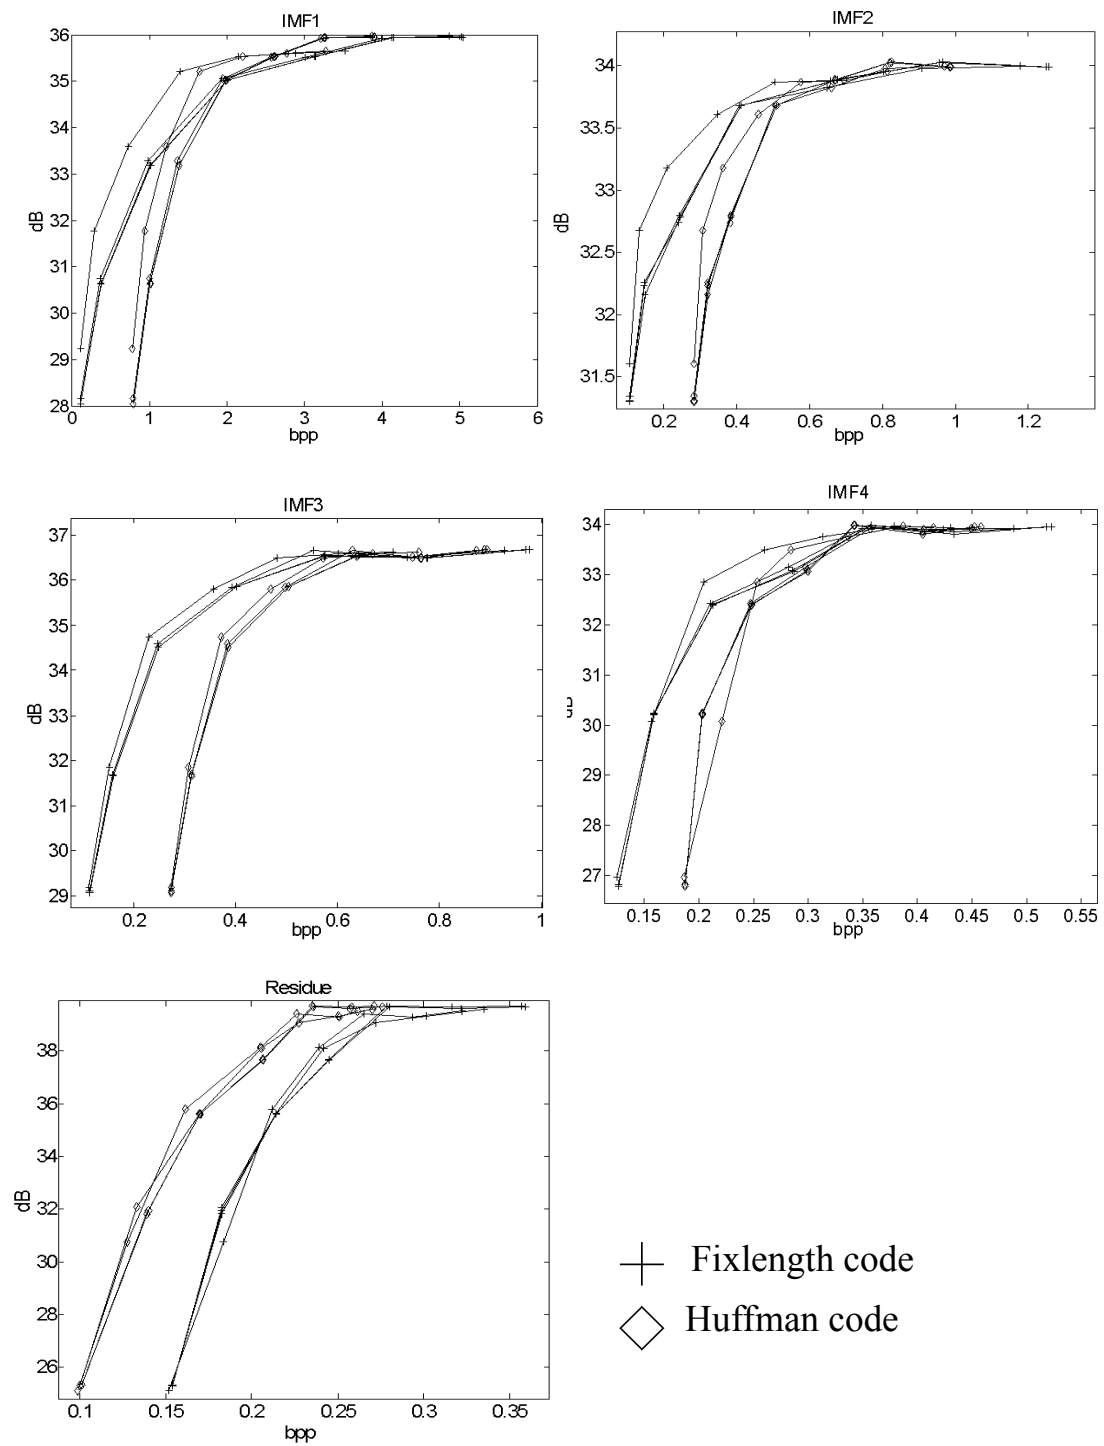 IMF1
36
35
34
33
32
31
30
29
28
dB
0 1 2 3 4 5 6
bpp
IMF2
34
33.5
33
32.5
32
31.5
dB
0.2 0.4 0.6 0.8 1 1.2
bpp
IMF3
37
36
35
34
33
32
31
30
29
dB
0.2 0.4 0.6 0.8 1
bpp
IMF4
34
33
32
31
30
29
28
27
dB
0.15 0.2 0.25 0.3 0.35 0.4 0.45 0.5 0.55
bpp
Residue
38
36
34
32
30
28
26
dB
0.1 0.15 0.2 0.25 0.3 0.35
bpp
Fixlength code
Huffman code